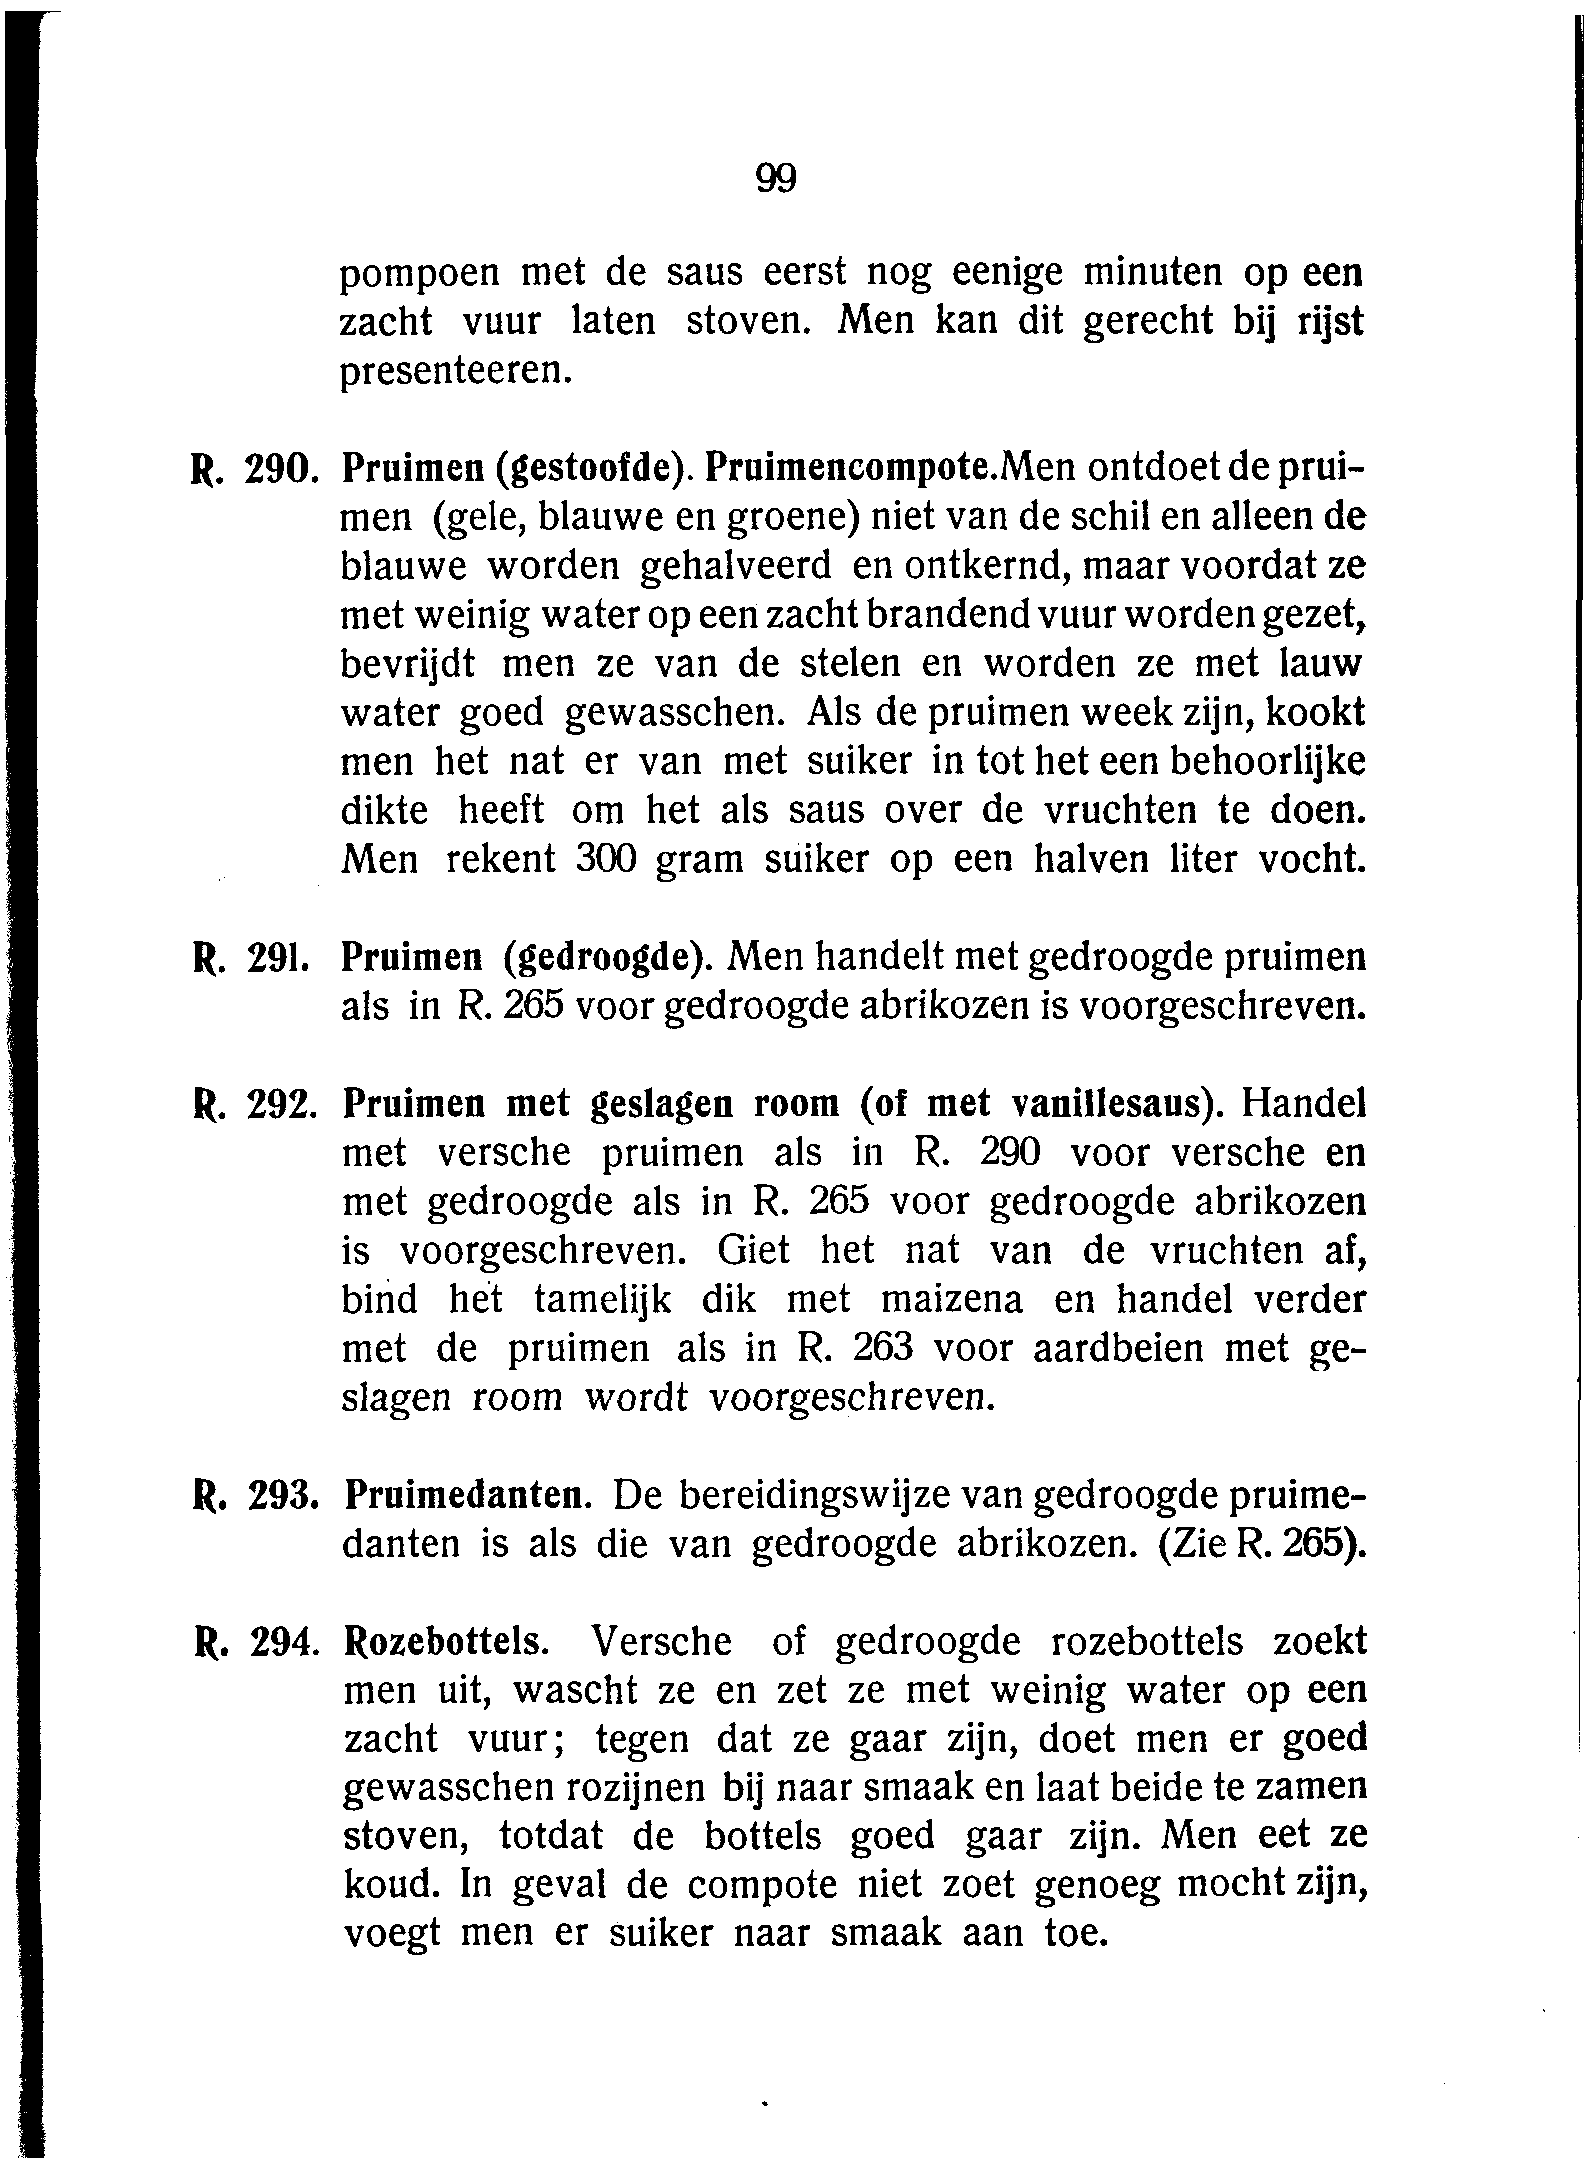 99
pompoen met de saus eerst nog eenige minuten op een
zacht vuur laten stoven. Men kan dit gerecht bij rijst
presenteeren.
R. 290. Pruimen (gestoofde). Pruimencompote. Men ontdoet de prui-
men (gele, blauwe en groene) niet van de schil en alleen de
blauwe worden gehalveerd en ontkernd, maar voordat ze
met weinig water op een zacht brandend vuur worden gezet,
bevrijdt men ze van de stelen en worden ze met lauw
water goed gewasschen. Als de pruimen week zijn, kookt
men het nat er van met suiker in tot het een behoorlijke
dikte heeft om het als saus over de vruchten te doen.
Men rekent 300 gram suiker op een halven liter vocht.
R. 291. Pruimen (gedroogde). Men handelt met gedroogde pruimen
als in R. 265 voor gedroogde abrikozen is voorgeschreven.
R. 292. Pruimen met geslagen room (of met vanillesaus). Handel
met versche pruimen als in R. 290 voor versche en
met gedroogde als in R. 265 voor gedroogde abrikozen
is voorgeschreven. Giet het nat van de vruchten af,
bind het tamelijk dik met maizena en handel verder
met de pruimen als in R. 263 voor aardbeien met ge-
slagen room wordt voorgeschreven.
R. 293. Pruimedanten. De bereidingswijze van gedroogde pruime-
danten is als die van gedroogde abrikozen. (Zie R. 265).
R. 294. Rozebottels. Versche of gedroogde rozebottels zoekt
men uit, wascht ze en zet ze met weinig water op een
zacht vuur; tegen dat ze gaar zijn, doet men er goed
gewasschen rozijnen bij naar smaak en laat beide te zamen
stoven, totdat de bottels goed gaar zijn. Men eet ze
koud. In geval de compote niet zoet genoeg mocht zijn,
voegt men er suiker naar smaak aan toe.